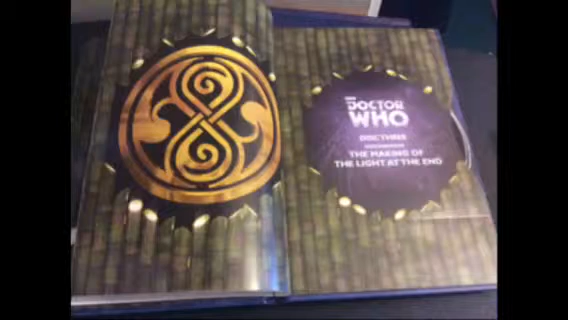 DOCTOR
WHO
DISC THREE
THE MAKING OF
THE LIGHT AT THE END